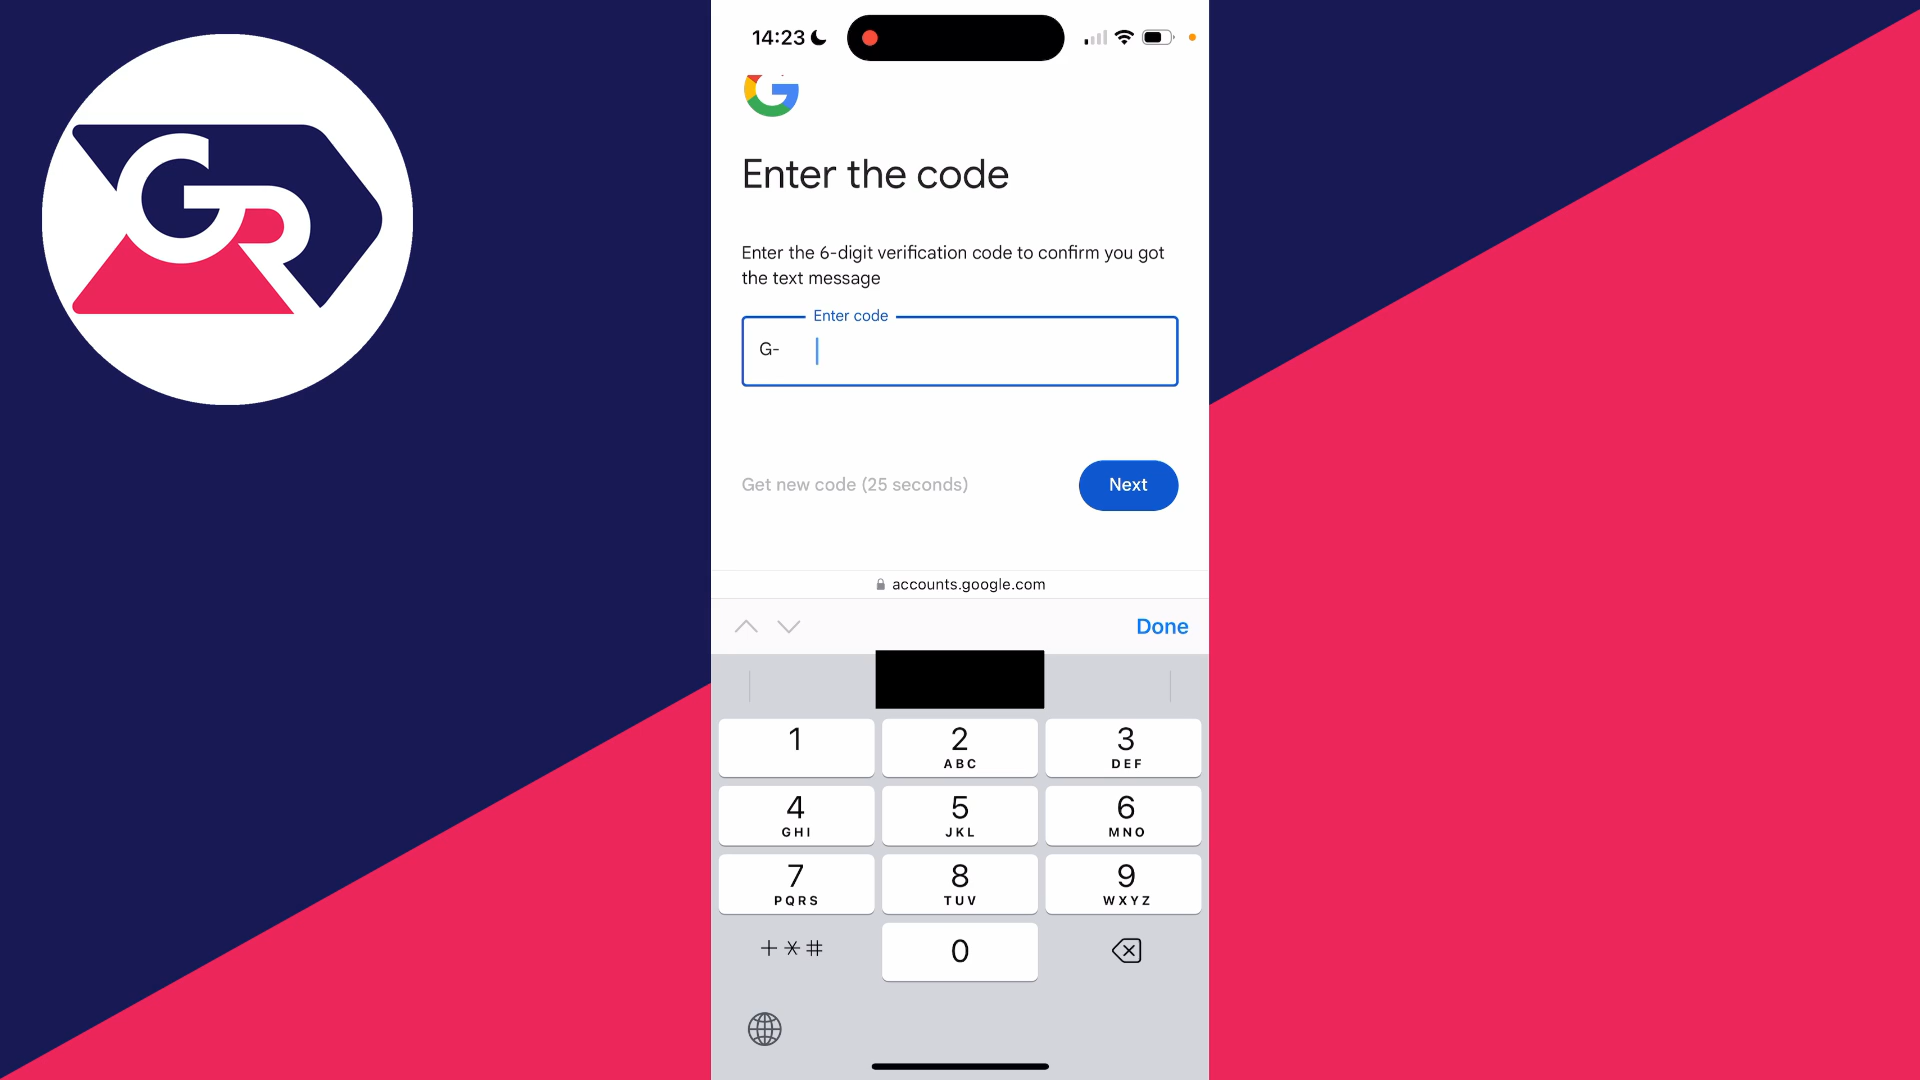 GR
14:23
G
Enter the code
Enter the 6-digit verification code to confirm you got
the text message
Enter code
G-
Get new code (25 seconds)
Next
accounts.google.com
Done
1
2
ABC
3
DEF
4
GHI
5
JKL
6
MNO
7
PQRS
8
TUV
9
WXYZ
+*#
0